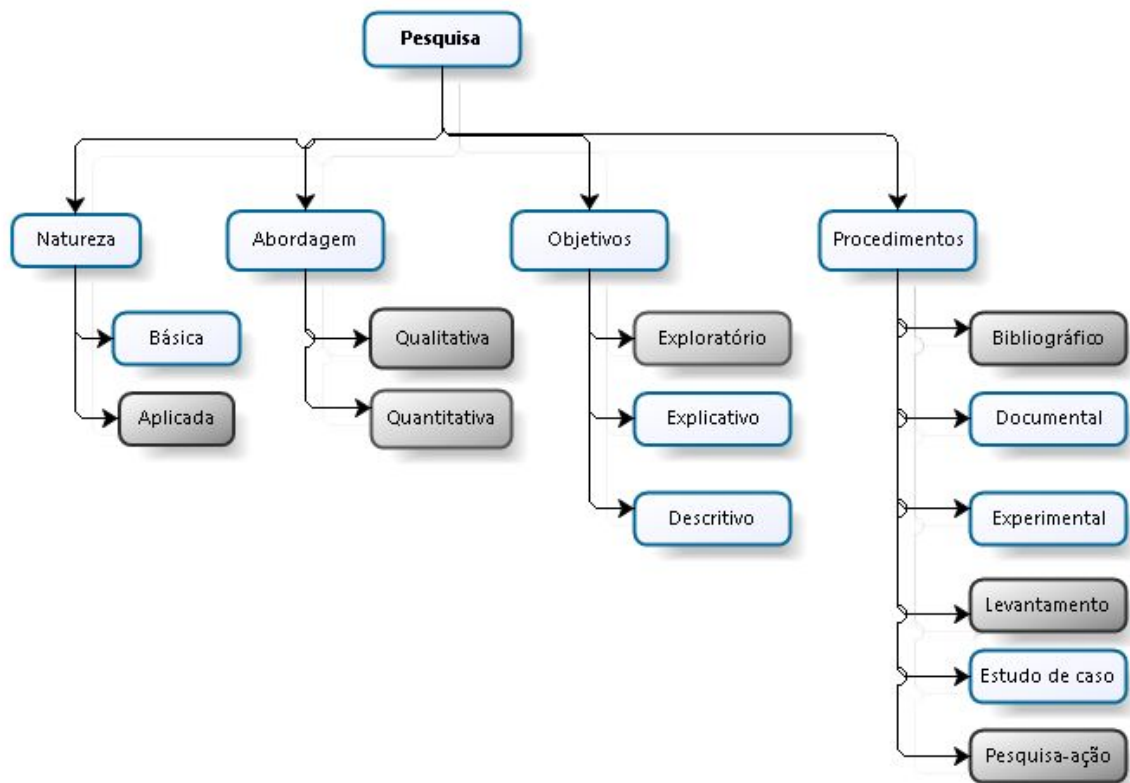 Pesquisa
Natureza
Abordagem
Objetivos
Procedimentos
Básica
Qualitativa
Exploratório
Bibliográfico
Aplicada
Quantitativa
Explicativo
Documental
Descritivo
Experimental
Levantamento
Estudo de caso
Pesquisa-ação